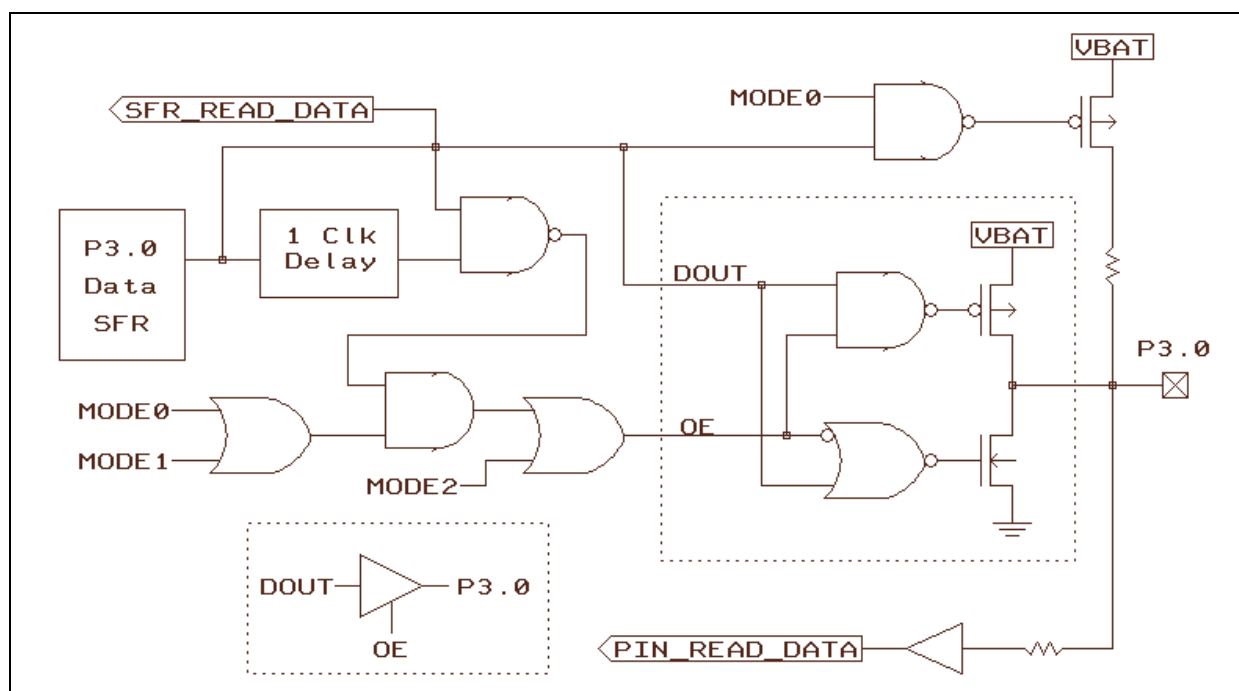 VBAT
SFR_READ_DATA
MODE0
P3.0
Data
SFR
1 Clk
Delay
VBAT
DOUT
P3.0
MODE0
MODE1
OE
MODE2
DOUT
P3.0
OE
PIN_READ_DATA